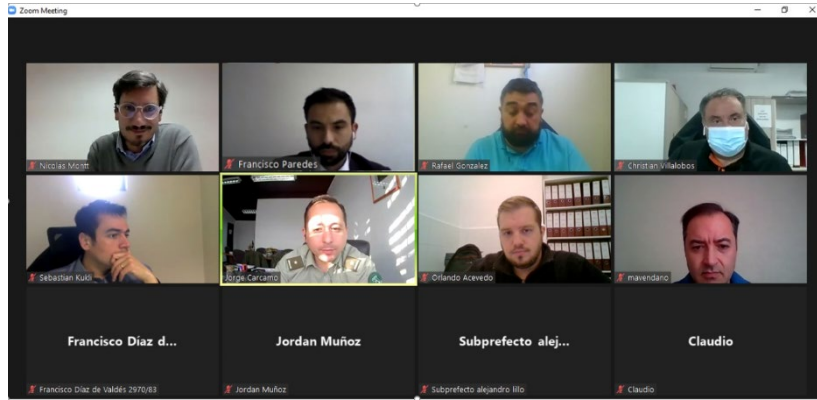 Zoom Meeting
Nicolas Montt
Francisco Paredes
Rafael Gonzalez
Christian Villalobos
Sebastian Kukli
Jorge Carcamo
Orlando Acevedo
mavendano
Francisco Díaz d...
Jordan Muñoz
Subprefecto alej...
Claudio
Francisco Díaz de Valdés 2970/83
Jordan Muñoz
Subprefecto alejandro lillo
Claudio